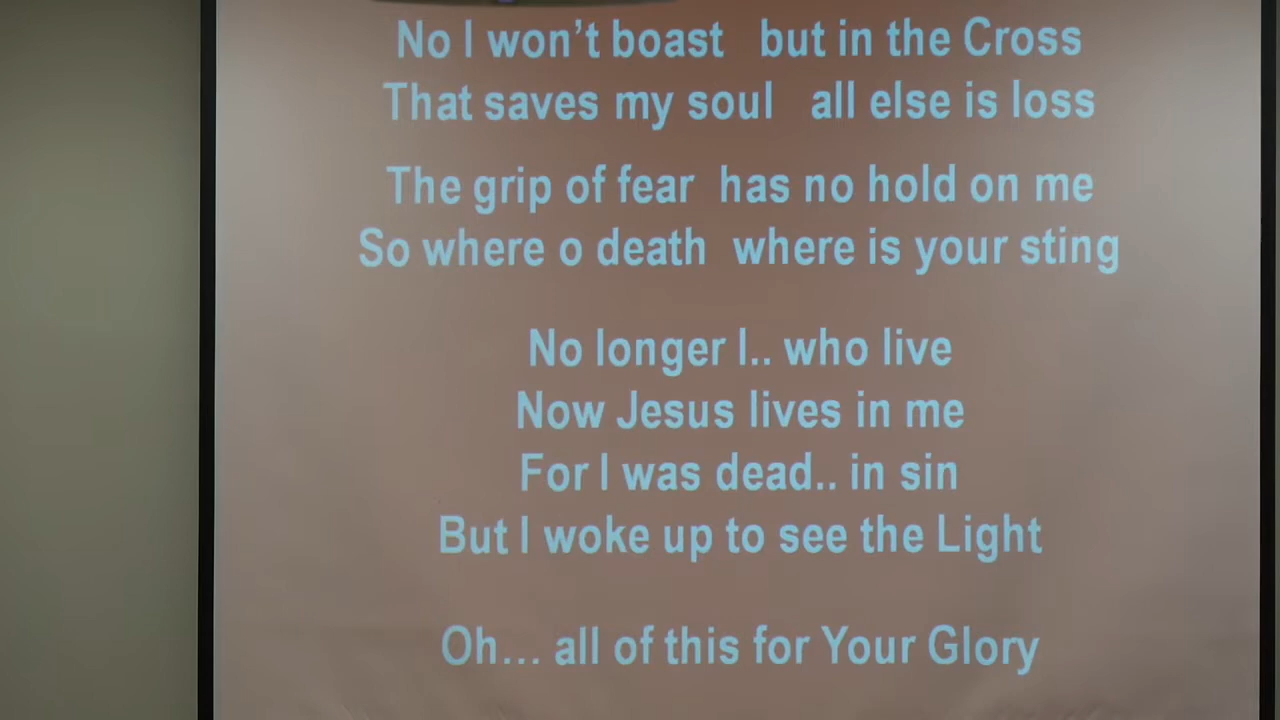 No I won't boast but in the Cross
That saves my soul all else is loss
The grip of fear has no hold on me
So where o death where is your sting
No longer I.. who live
Now Jesus lives in me
For I was dead.. in sin
But I woke up to see the Light
Oh... all of this for Your Glory